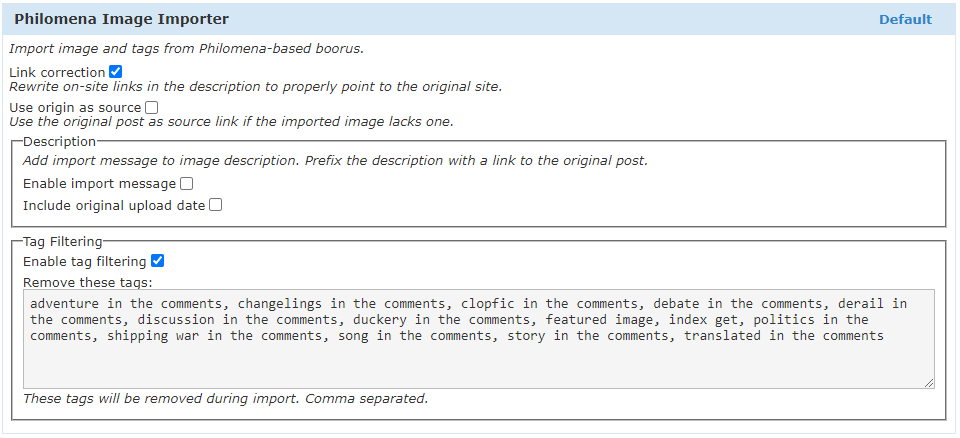 Philomena Image Importer
Default
Import image and tags from Philomena-based boorus.
Link correction
Rewrite on-site links in the description to properly point to the original site.
Use origin as source
Use the original post as source link if the imported image lacks one.
Description
Add import message to image description. Prefix the description with a link to the original post.
Enable import message
Include original upload date
Tag Filtering
Enable tag filtering
Remove these tags:
adventure in the comments, changelings in the comments, clopfic in the comments, debate in the comments, derail in
the comments, discussion in the comments, duckery in the comments, featured image, index get, politics in the
comments, shipping war in the comments, song in the comments, story in the comments, translated in the comments
These tags will be removed during import. Comma separated.